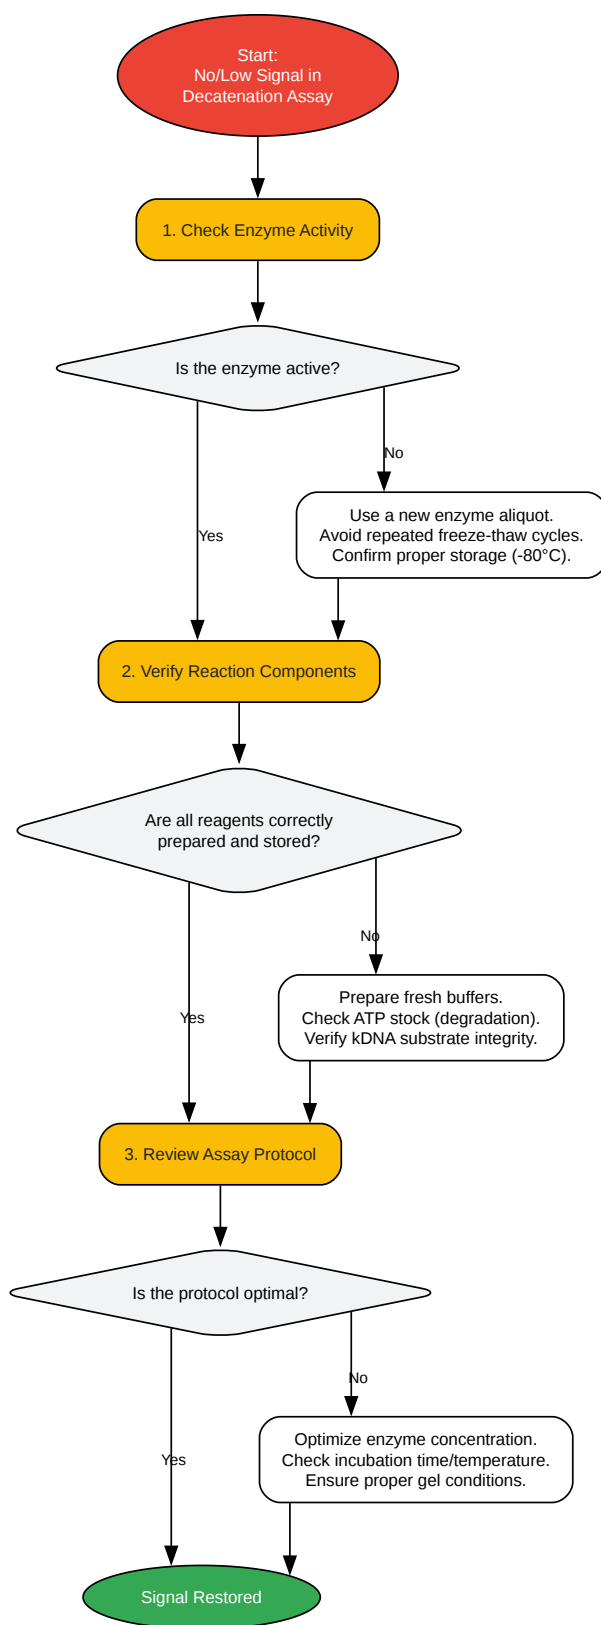 Start:
No/Low Signal in
Decatenation Assay
1. Check Enzyme Activity
Is the enzyme active?
No
Use a new enzyme aliquot.
Avoid repeated freeze-thaw cycles.
Confirm proper storage (-80°C).
Yes
2. Verify Reaction Components
Are all reagents correctly
prepared and stored?
No
Prepare fresh buffers.
Check ATP stock (degradation).
Verify kDNA substrate integrity.
Yes
3. Review Assay Protocol
Is the protocol optimal?
No
Optimize enzyme concentration.
Check incubation time/temperature.
Ensure proper gel conditions.
Yes
Signal Restored